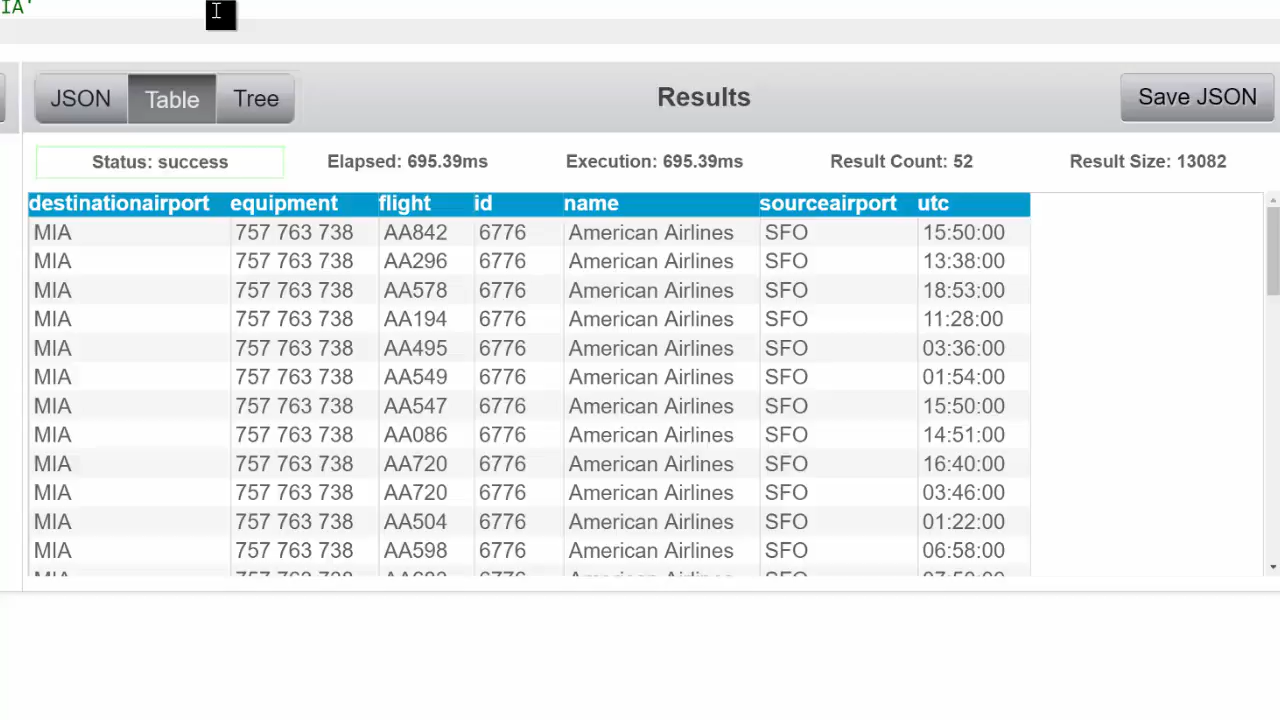 IA'
JSON Table Tree Results Save JSON
Status: success Elapsed: 695.39ms Execution: 695.39ms Result Count: 52 Result Size: 13082
destinationairport equipment flight id name sourceairport utc
MIA 757 763 738 AA842 6776 American Airlines SFO 15:50:00
MIA 757 763 738 AA296 6776 American Airlines SFO 13:38:00
MIA 757 763 738 AA578 6776 American Airlines SFO 18:53:00
MIA 757 763 738 AA194 6776 American Airlines SFO 11:28:00
MIA 757 763 738 AA495 6776 American Airlines SFO 03:36:00
MIA 757 763 738 AA549 6776 American Airlines SFO 01:54:00
MIA 757 763 738 AA547 6776 American Airlines SFO 15:50:00
MIA 757 763 738 AA086 6776 American Airlines SFO 14:51:00
MIA 757 763 738 AA720 6776 American Airlines SFO 16:40:00
MIA 757 763 738 AA720 6776 American Airlines SFO 03:46:00
MIA 757 763 738 AA504 6776 American Airlines SFO 01:22:00
MIA 757 763 738 AA598 6776 American Airlines SFO 06:58:00
MIA 757 763 738 6776 American Airlines SFO